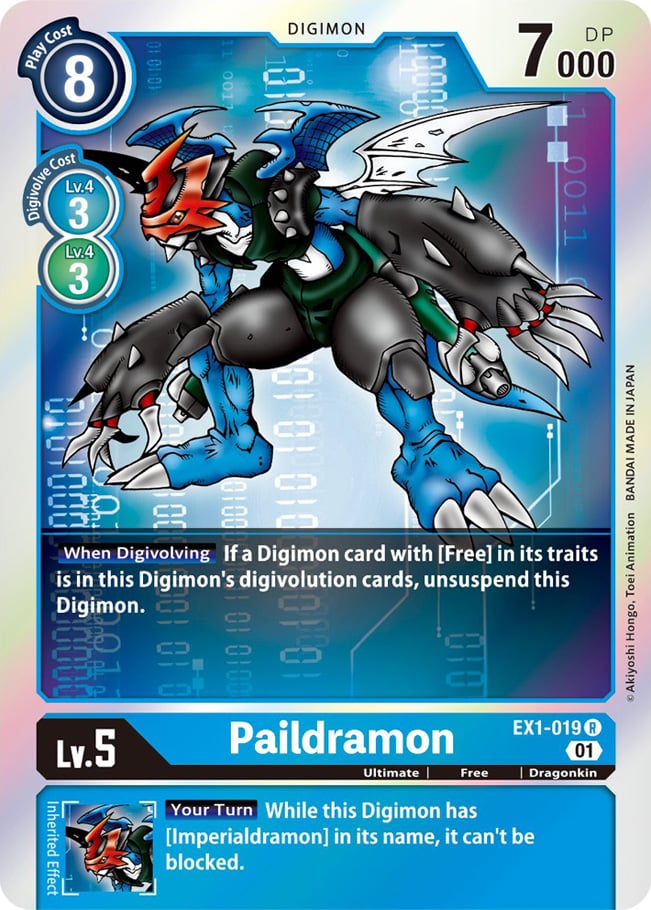 DIGIMON
Play Cost
8
7000
DP
Digivolve Cost
Lv.4
3
Lv.4
3
When Digivolving If a Digimon card with [Free] in its traits
is in this Digimon's digivolution cards, unsuspend this
Digimon.
© Akiyoshi Hongo, Toei Animation BANDAI MADE IN JAPAN
Lv.5
Paildramon
EX1-019 R
01
Ultimate | Free | Dragonkin
Inherited Effect
Your Turn While this Digimon has
[Imperialdramon] in its name, it can't be
blocked.